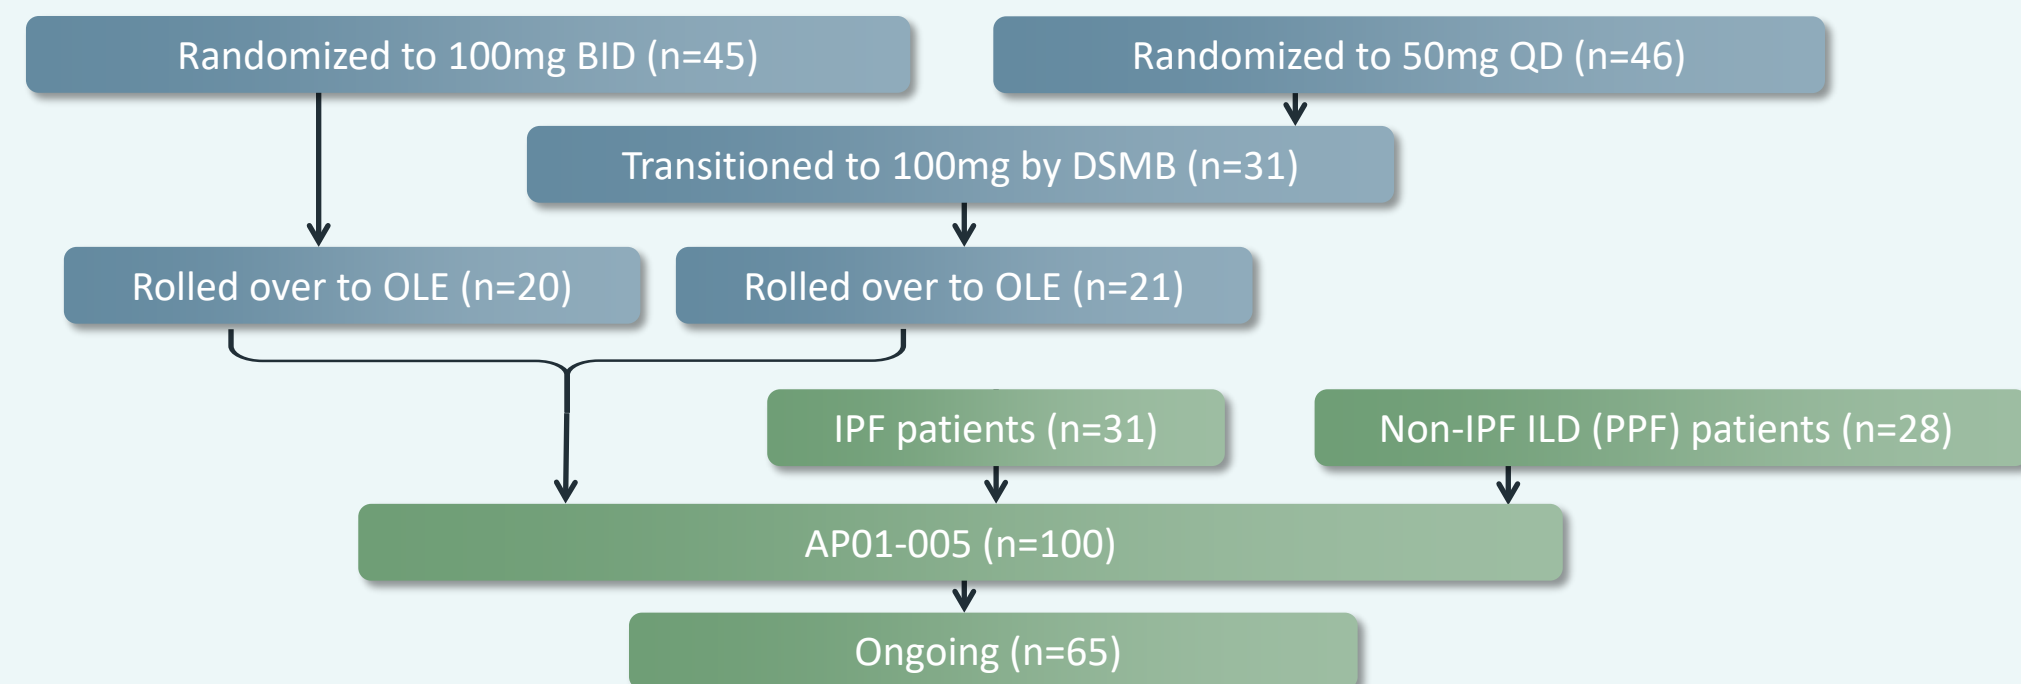 Randomized to 100mg BID (n=45)
Randomized to 50mg QD (n=46)
Transitioned to 100mg by DSMB (n=31)
Rolled over to OLE (n=20)
Rolled over to OLE (n=21)
IPF patients (n=31)
Non-IPF ILD (PPF) patients (n=28)
AP01-005 (n=100)
Ongoing (n=65)